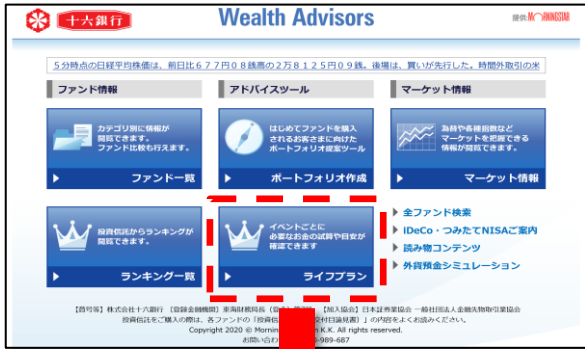 十六銀行
Wealth Advisors
提供:MORNINGSTAR
5分時点の日経平均株価は、前日比677円08銭高の2万8125円09銭。後場は、買いが先行した。時間外取引の米
ファンド情報
アドバイスツール
マーケット情報
カテゴリ別に情報が
閲覧できます。
ファンド比較も行えます。
はじめてファンドを購入
されるお客さまに向けた
ポートフォリオ提案ツール
為替や各種指数など
マーケットを把握できる
情報が閲覧できます。
ファンド一覧
ポートフォリオ作成
マーケット情報
投資信託からランキングが
閲覧できます。
イベントごとに
必要なお金の試算や目安が
確認できます
ランキング一覧
ライフプラン
全ファンド検索
iDeCo・つみたてNISAご案内
読み物コンテンツ
外貨預金シミュレーション
【商号等】株式会社十六銀行 (登録金融機関) 東海財務局長 【加入協会】日本証券業協会 一般社団法人金融先物取引業協会
投資信託をご購入の際は、各ファンドの「投資信 交付目論見書)」の内容をよくお読みください。
Copyright 2020 © Mornin K.K. All rights reserved.
お問い合わ -989-687